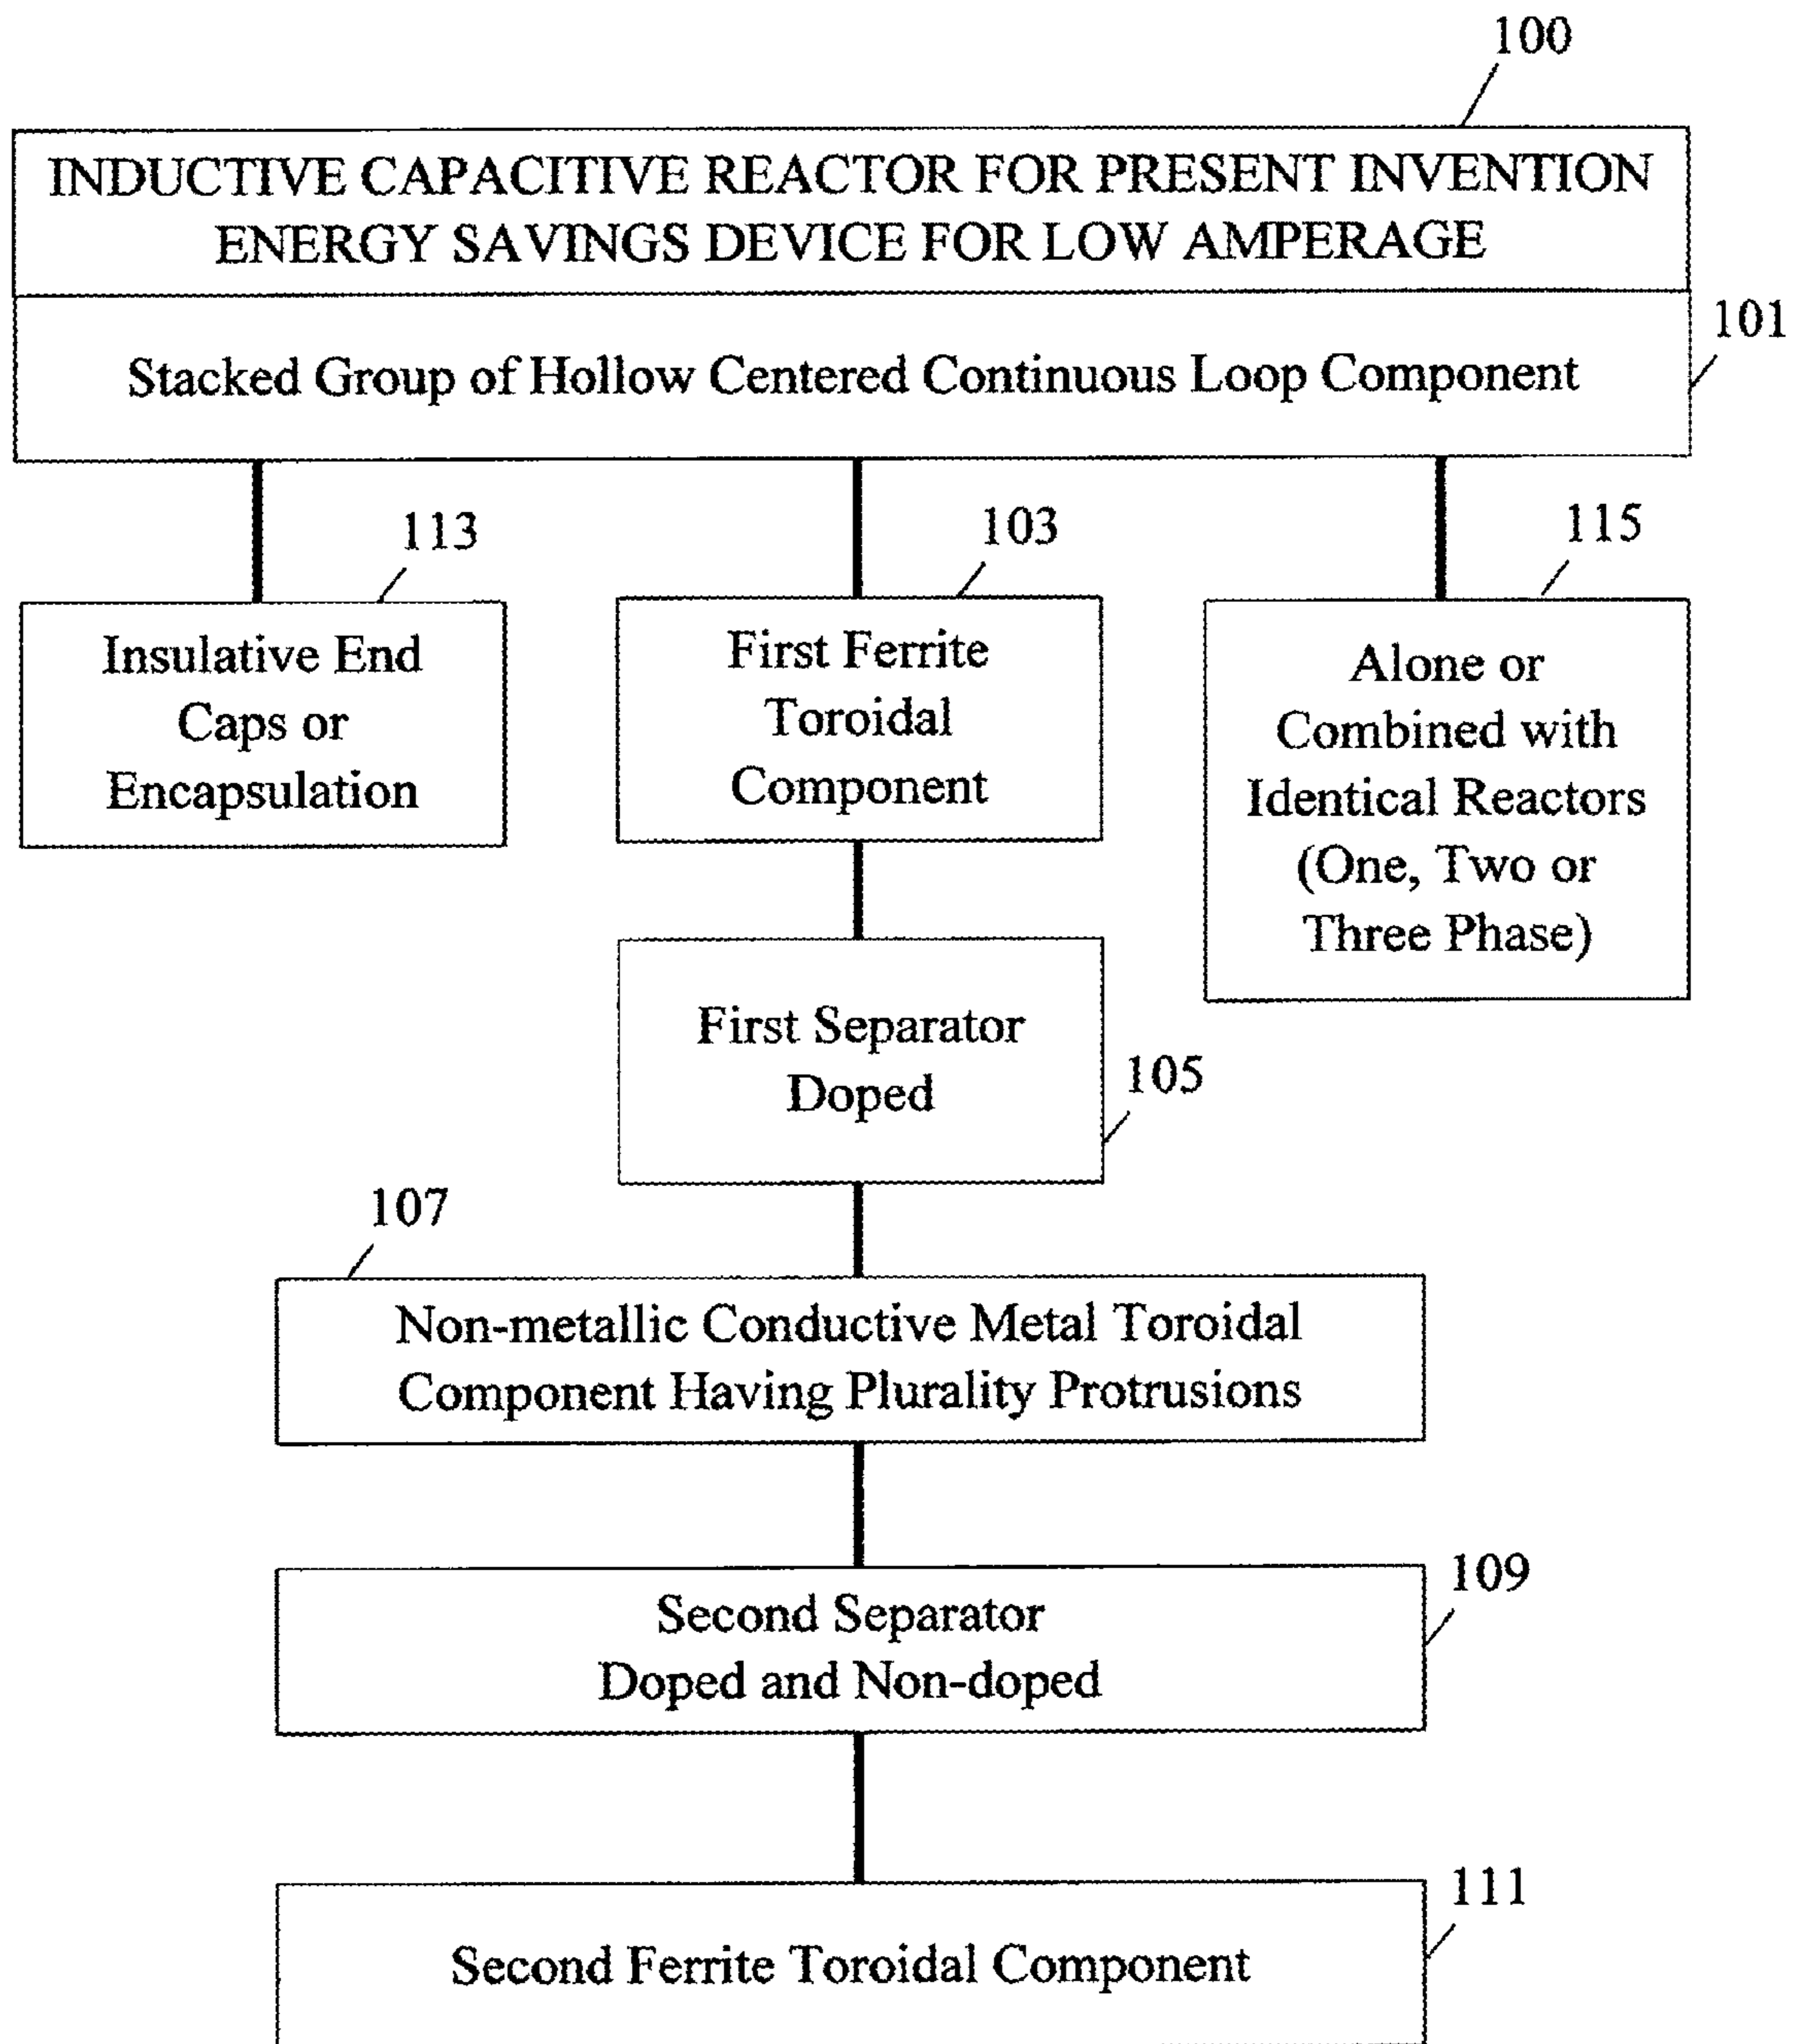 100
INDUCTIVE CAPACITIVE REACTOR FOR PRESENT INVENTION
ENERGY SAVINGS DEVICE FOR LOW AMPERAGE
101
Stacked Group of Hollow Centered Continuous Loop Component
113
103
115
Insulative End
Caps or
Encapsulation
First Ferrite
Toroidal
Component
Alone or
Combined with
Identical Reactors
(One, Two or
Three Phase)
First Separator
Doped
105
107
Non-metallic Conductive Metal Toroidal
Component Having Plurality Protrusions
109
Second Separator
Doped and Non-doped
111
Second Ferrite Toroidal Component